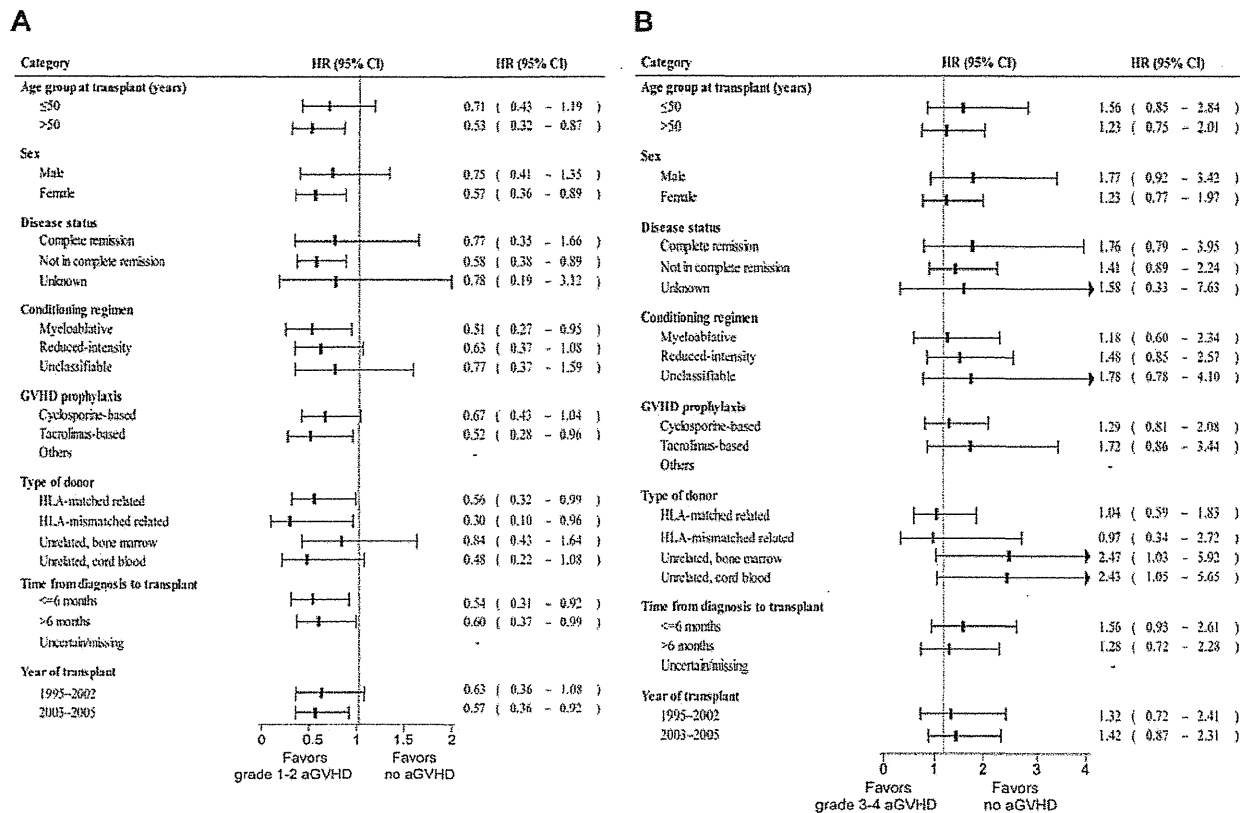 A
Category HR (95% CI) HR (95% CI)
Age group at transplant (years)
≤50 0.71 ( 0.43 - 1.19 )
>50 0.53 ( 0.32 - 0.87 )
Sex
Male 0.75 ( 0.41 - 1.35 )
Female 0.57 ( 0.36 - 0.89 )
Disease status
Complete remission 0.77 ( 0.35 - 1.66 )
Not in complete remission 0.58 ( 0.38 - 0.89 )
Unknown 0.78 ( 0.19 - 3.12 )
Conditioning regimen
Myeloablative 0.51 ( 0.27 - 0.95 )
Reduced-intensity 0.63 ( 0.37 - 1.08 )
Unclassifiable 0.77 ( 0.37 - 1.59 )
GVHD prophylaxis
Cyclosporine-based 0.67 ( 0.43 - 1.04 )
Tacrolimus-based 0.52 ( 0.28 - 0.96 )
Others -
Type of donor
HLA-matched related 0.56 ( 0.32 - 0.99 )
HLA-mismatched related 0.30 ( 0.10 - 0.96 )
Unrelated, bone marrow 0.84 ( 0.43 - 1.64 )
Unrelated, cord blood 0.48 ( 0.22 - 1.08 )
Time from diagnosis to transplant
<=6 months 0.54 ( 0.31 - 0.92 )
>6 months 0.60 ( 0.37 - 0.99 )
Uncertain/missing -
Year of transplant
1995–2002 0.63 ( 0.36 - 1.08 )
2003–2005 0.57 ( 0.36 - 0.92 )
0 0.5 1 1.5 2
Favors Favors
grade 1-2 aGVHD no aGVHD
B
Category HR (95% CI) HR (95% CI)
Age group at transplant (years)
≤50 1.56 ( 0.85 - 2.84 )
>50 1.23 ( 0.75 - 2.01 )
Sex
Male 1.77 ( 0.92 - 3.42 )
Female 1.23 ( 0.77 - 1.97 )
Disease status
Complete remission 1.76 ( 0.79 - 3.95 )
Not in complete remission 1.41 ( 0.89 - 2.24 )
Unknown 1.58 ( 0.33 - 7.63 )
Conditioning regimen
Myeloablative 1.18 ( 0.60 - 2.34 )
Reduced-intensity 1.48 ( 0.85 - 2.57 )
Unclassifiable 1.78 ( 0.78 - 4.10 )
GVHD prophylaxis
Cyclosporine-based 1.29 ( 0.81 - 2.08 )
Tacrolimus-based 1.72 ( 0.86 - 3.44 )
Others -
Type of donor
HLA-matched related 1.04 ( 0.59 - 1.83 )
HLA-mismatched related 0.97 ( 0.34 - 2.72 )
Unrelated, bone marrow 2.47 ( 1.03 - 5.92 )
Unrelated, cord blood 2.43 ( 1.05 - 5.65 )
Time from diagnosis to transplant
<=6 months 1.56 ( 0.93 - 2.61 )
>6 months 1.28 ( 0.72 - 2.28 )
Uncertain/missing -
Year of transplant
1995–2002 1.32 ( 0.72 - 2.41 )
2003–2005 1.42 ( 0.87 - 2.31 )
0 1 2 3 4
Favors Favors
grade 3-4 aGVHD no aGVHD